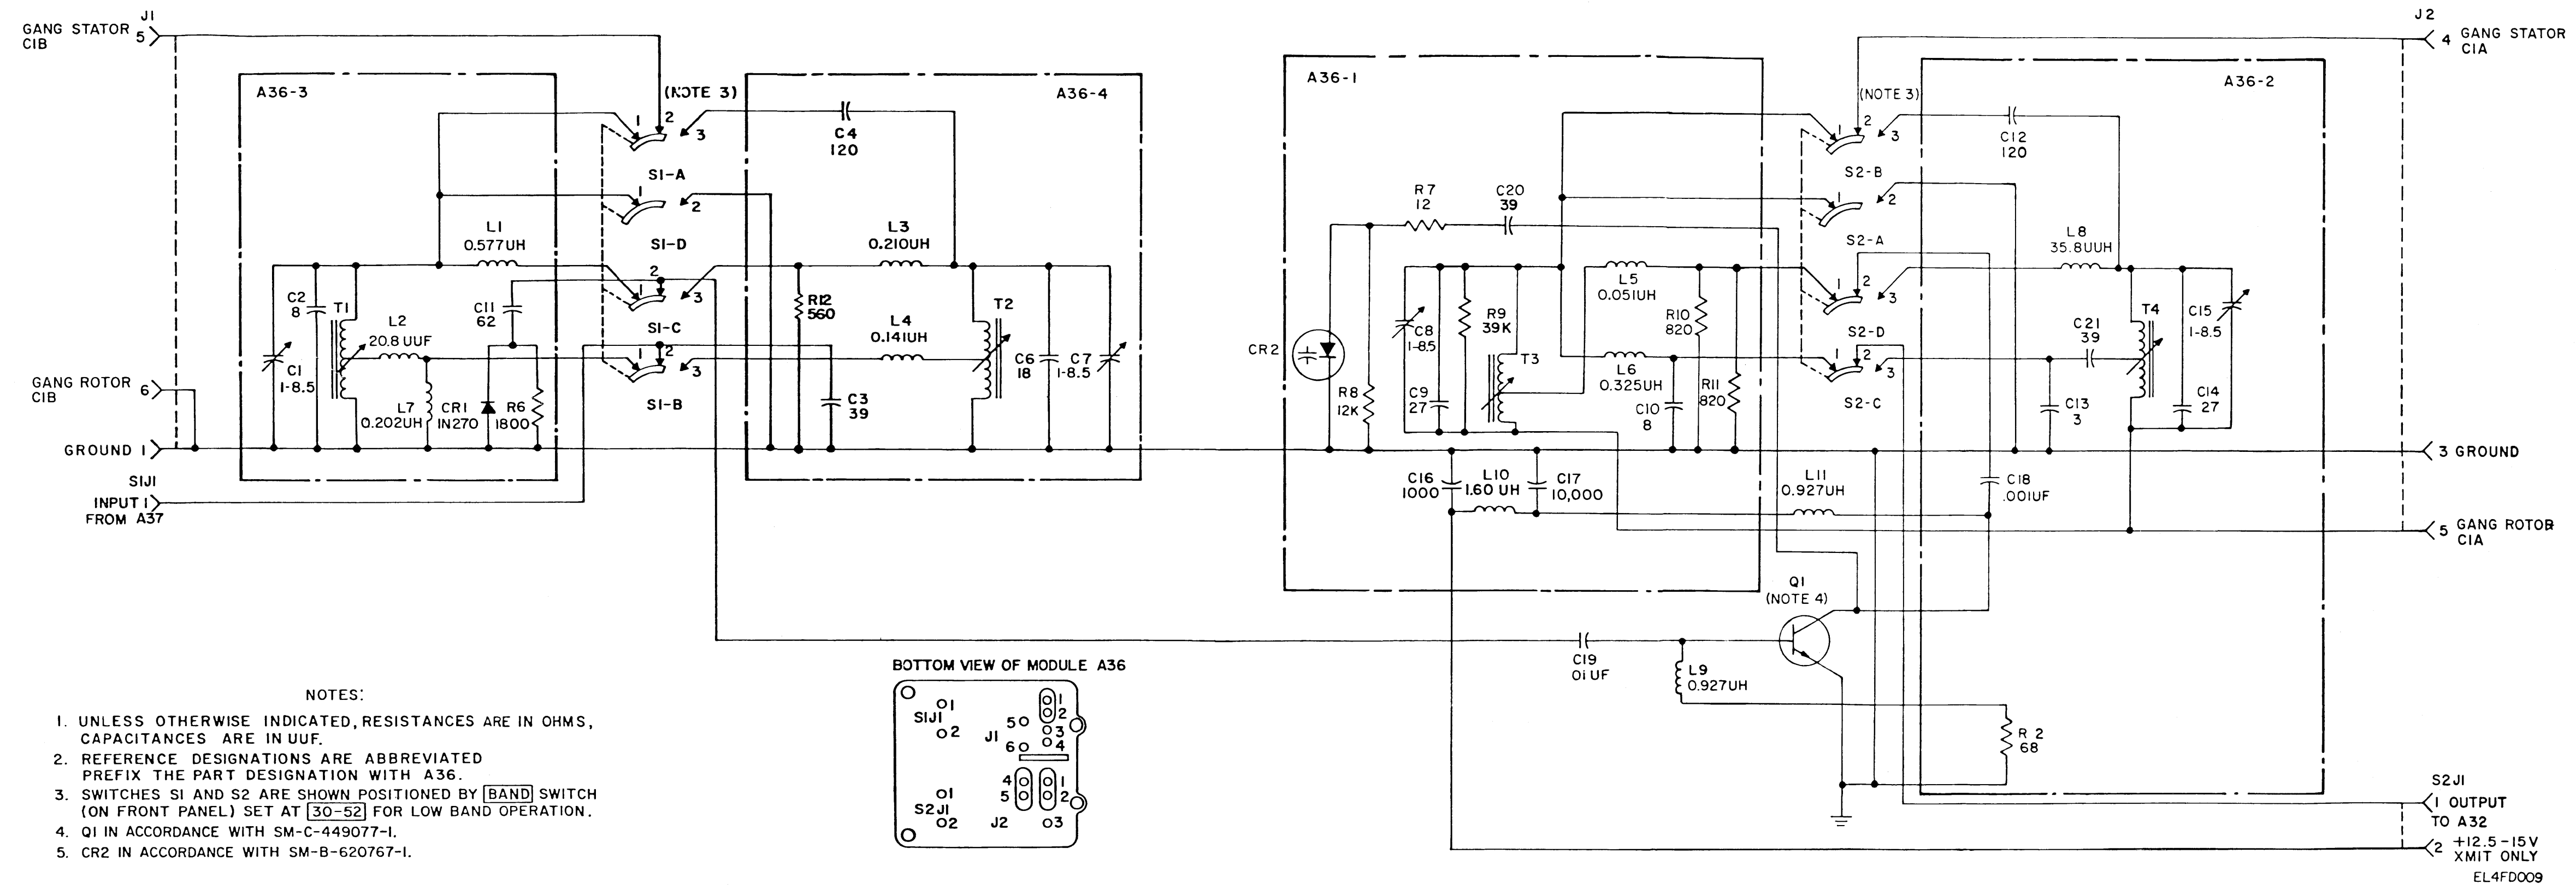 J1
GANG STATOR 5
C1B
A36-3
(NOTE 3)
1 2 3
S1-A
1 2
S1-D
1 2 3
S1-C
1 2 3
S1-B
A36-4
C4
120
L1
0.577UH
L3
0.210UH
C2
8
T1
L2
20.8 UUF
C11
62
R12
560
L4
0.141UH
T2
C1
1-8.5
C6
18
C7
1-8.5
L7
0.202UH
CR1
1N270
R6
1800
C3
39
GANG ROTOR 6
C1B
GROUND 1
S1J1
INPUT 1
FROM A37
A36-1
R7
12
C20
39
CR2
R8
12K
C8
1-8.5
C9
27
R9
39K
T3
L5
0.051UH
R10
820
L6
0.325UH
C10
8
R11
820
C16
1000
L10
1.60 UH
C17
10,000
L11
0.927UH
(NOTE 3)
1 2 3
S2-B
1 2
S2-A
1 2 3
S2-D
1 2 3
S2-C
A36-2
C12
120
L8
35.8UUH
C21
39
T4
C15
1-8.5
C13
3
C14
27
C18
.001UF
Q1
(NOTE 4)
C19
01 UF
L9
0.927UH
R 2
68
J2
4 GANG STATOR
C1A
3 GROUND
5 GANG ROTOR
C1A
S2J1
1 OUTPUT
TO A32
2 +12.5-15V
XMIT ONLY
EL4FD009
BOTTOM VIEW OF MODULE A36
1
S1J1
2
5
J1
6
1
2
3
4
1
S2J1
2
4
5
J2
1
2
3
NOTES:
1. UNLESS OTHERWISE INDICATED, RESISTANCES ARE IN OHMS,
CAPACITANCES ARE IN UUF.
2. REFERENCE DESIGNATIONS ARE ABBREVIATED
PREFIX THE PART DESIGNATION WITH A36.
3. SWITCHES S1 AND S2 ARE SHOWN POSITIONED BY BAND SWITCH
(ON FRONT PANEL) SET AT 30-52 FOR LOW BAND OPERATION.
4. Q1 IN ACCORDANCE WITH SM-C-449077-1.
5. CR2 IN ACCORDANCE WITH SM-B-620767-1.